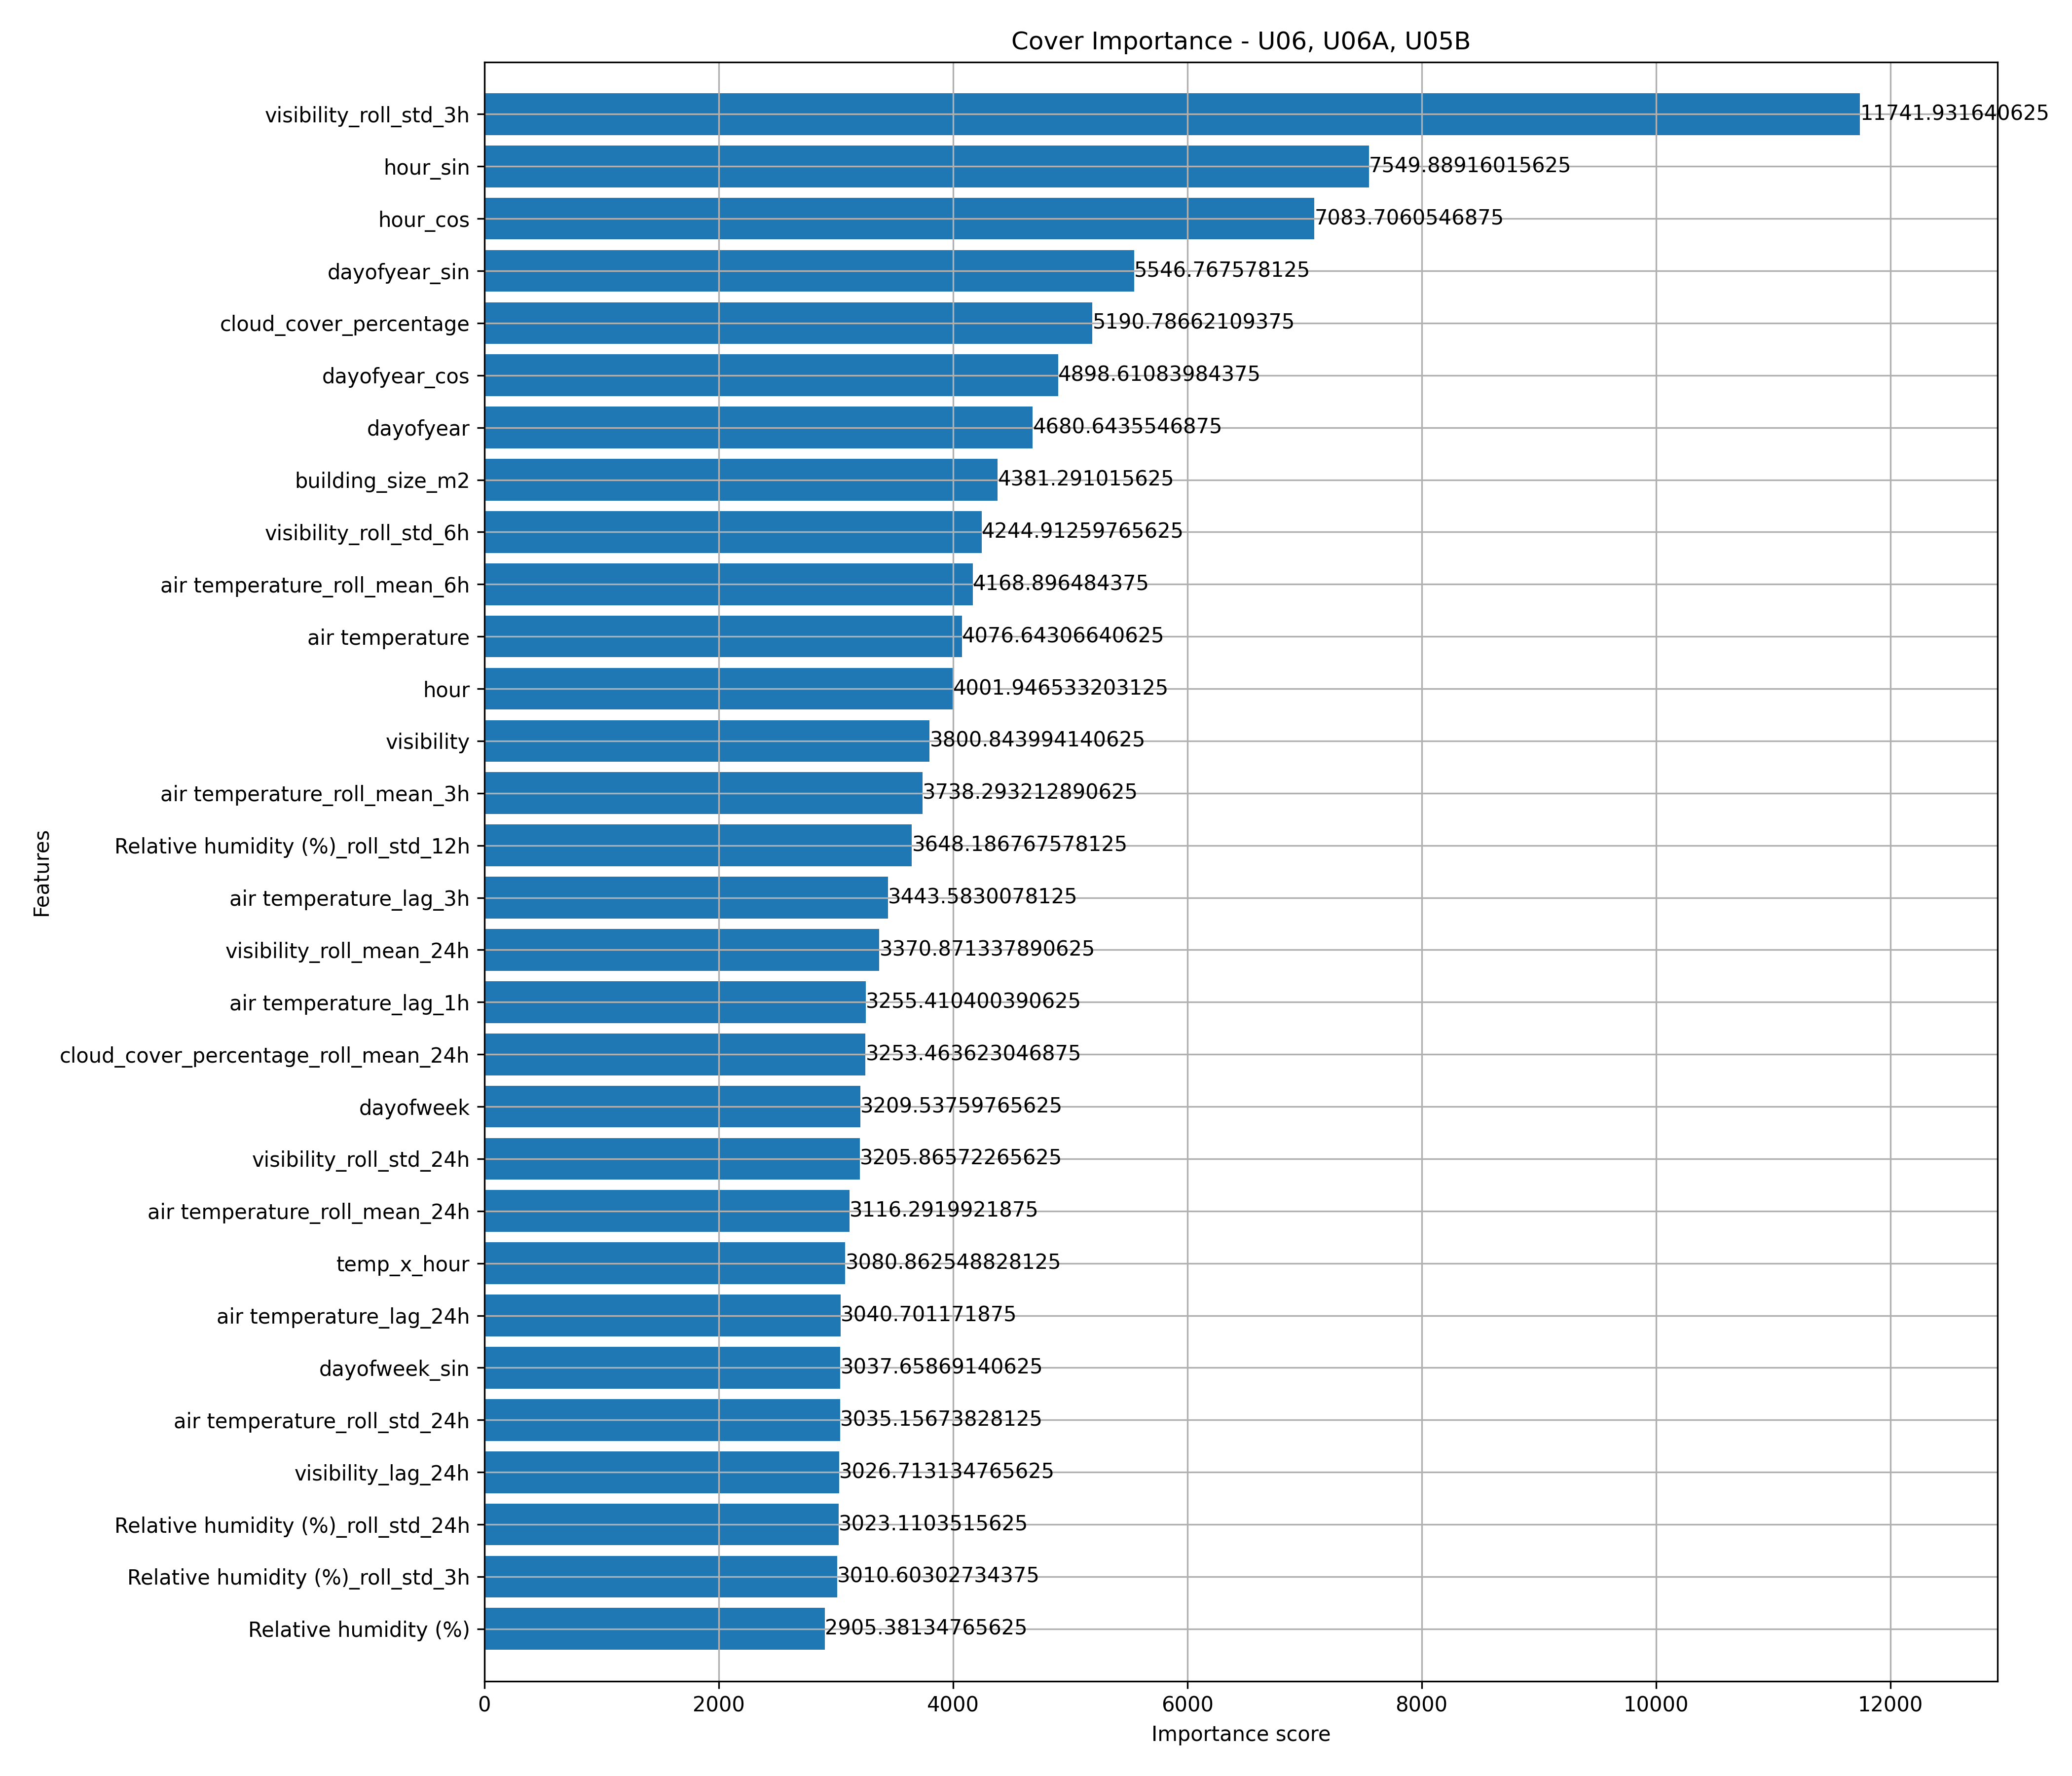 Cover Importance - U06, U06A, U05B
visibility_roll_std_3h 11741.931640625
hour_sin 7549.88916015625
hour_cos 7083.7060546875
dayofyear_sin 5546.767578125
cloud_cover_percentage 5190.78662109375
dayofyear_cos 4898.61083984375
dayofyear 4680.6435546875
building_size_m2 4381.291015625
visibility_roll_std_6h 4244.91259765625
air temperature_roll_mean_6h 4168.896484375
air temperature 4076.64306640625
hour 4001.946533203125
visibility 3800.843994140625
air temperature_roll_mean_3h 3738.293212890625
Relative humidity (%)_roll_std_12h 3648.186767578125
air temperature_lag_3h 3443.5830078125
visibility_roll_mean_24h 3370.871337890625
air temperature_lag_1h 3255.410400390625
cloud_cover_percentage_roll_mean_24h 3253.463623046875
dayofweek 3209.53759765625
visibility_roll_std_24h 3205.86572265625
air temperature_roll_mean_24h 3116.2919921875
temp_x_hour 3080.862548828125
air temperature_lag_24h 3040.701171875
dayofweek_sin 3037.65869140625
air temperature_roll_std_24h 3035.15673828125
visibility_lag_24h 3026.713134765625
Relative humidity (%)_roll_std_24h 3023.1103515625
Relative humidity (%)_roll_std_3h 3010.60302734375
Relative humidity (%) 2905.38134765625
Features
0 2000 4000 6000 8000 10000 12000
Importance score